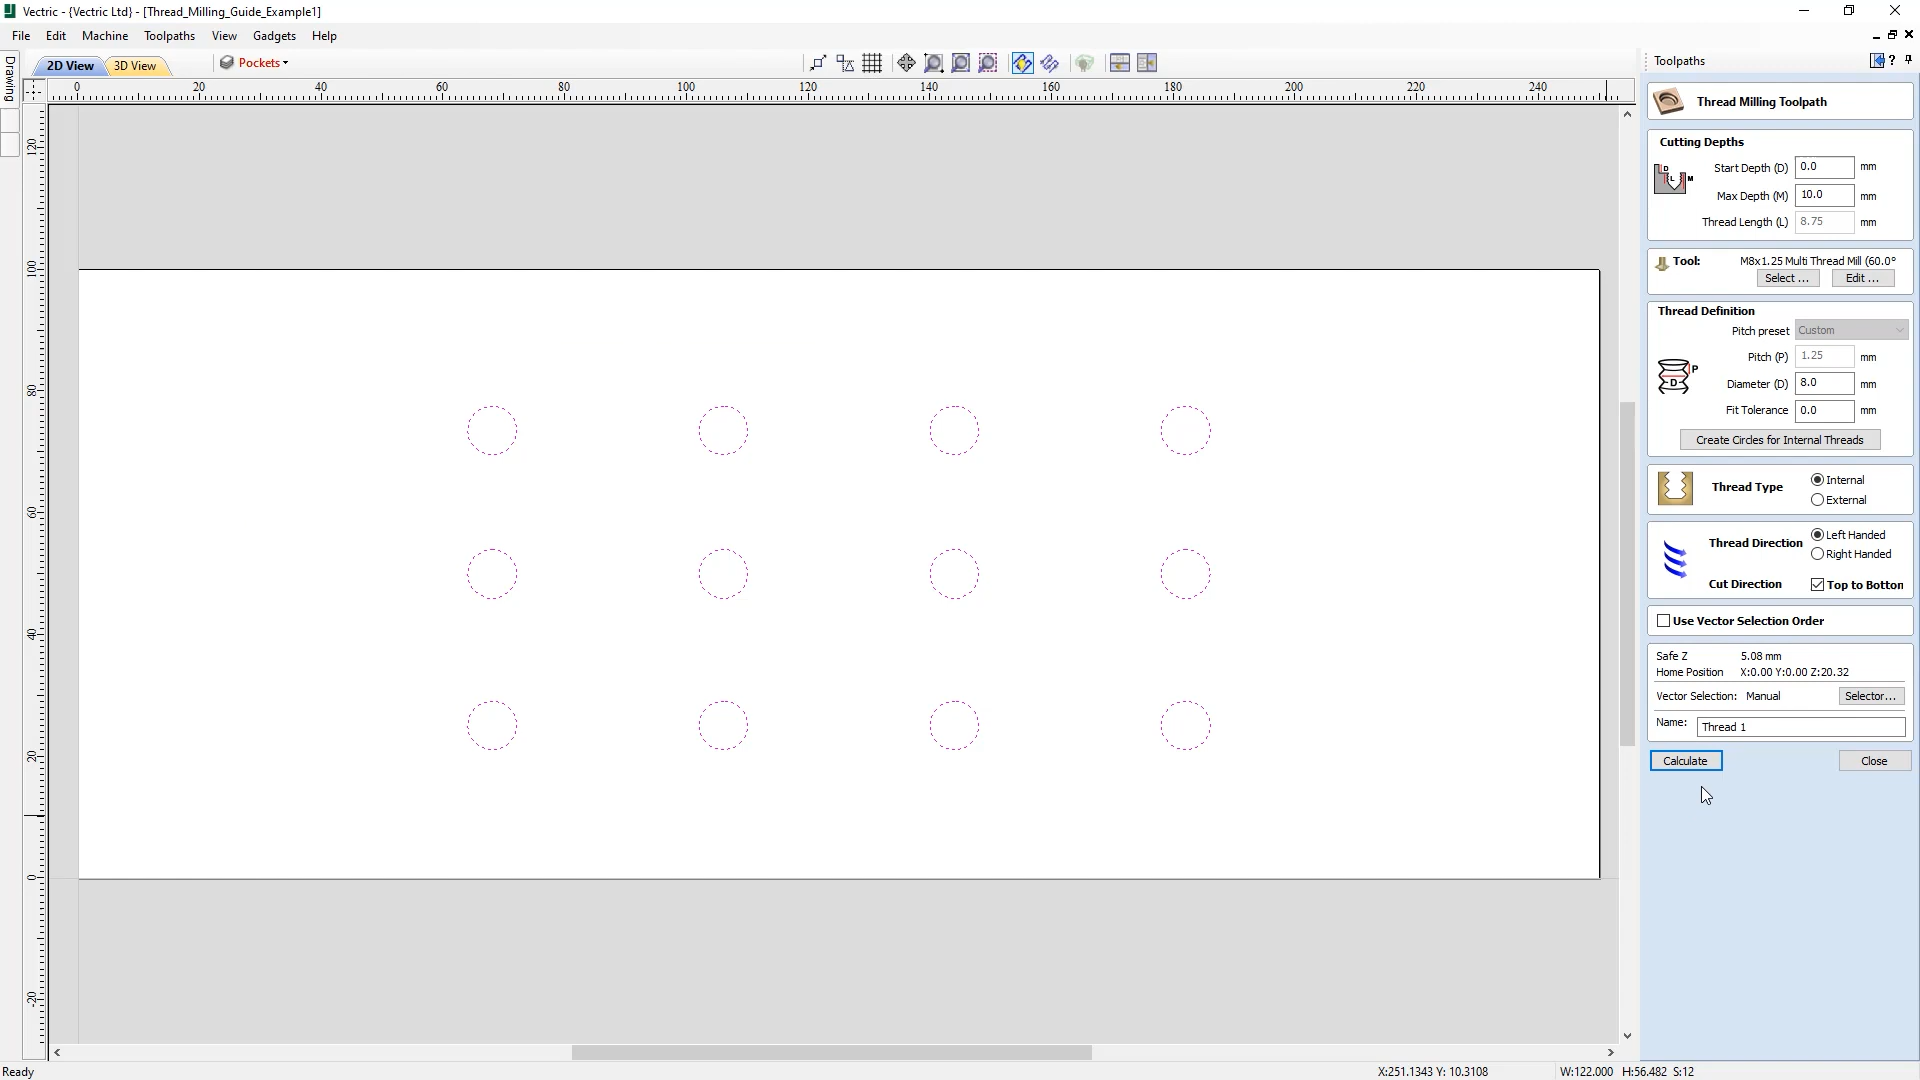 Vectric - {Vectric Ltd} - [Thread_Milling_Guide_Example1]
File Edit Machine Toolpaths View Gadgets Help
Drawing
2D View 3D View Pockets
0 20 40 60 80 100 120 140 160 180 200 220 240
120
100
80
60
40
20
0
-20
Toolpaths ?
Thread Milling Toolpath
Cutting Depths
D
L
M
Start Depth (D) 0.0 mm
Max Depth (M) 10.0 mm
Thread Length (L) 8.75 mm
Tool: M8x1.25 Multi Thread Mill (60.0°
Select ... Edit ...
Thread Definition
Pitch preset Custom
P
D
Pitch (P) 1.25 mm
Diameter (D) 8.0 mm
Fit Tolerance 0.0 mm
Create Circles for Internal Threads
Thread Type Internal
External
Thread Direction Left Handed
Right Handed
Cut Direction Top to Botton
Use Vector Selection Order
Safe Z 5.08 mm
Home Position X:0.00 Y:0.00 Z:20.32
Vector Selection: Manual Selector...
Name: Thread 1
Calculate Close
Ready X:251.1343 Y: 10.3108 W:122.000 H:56.482 S:12